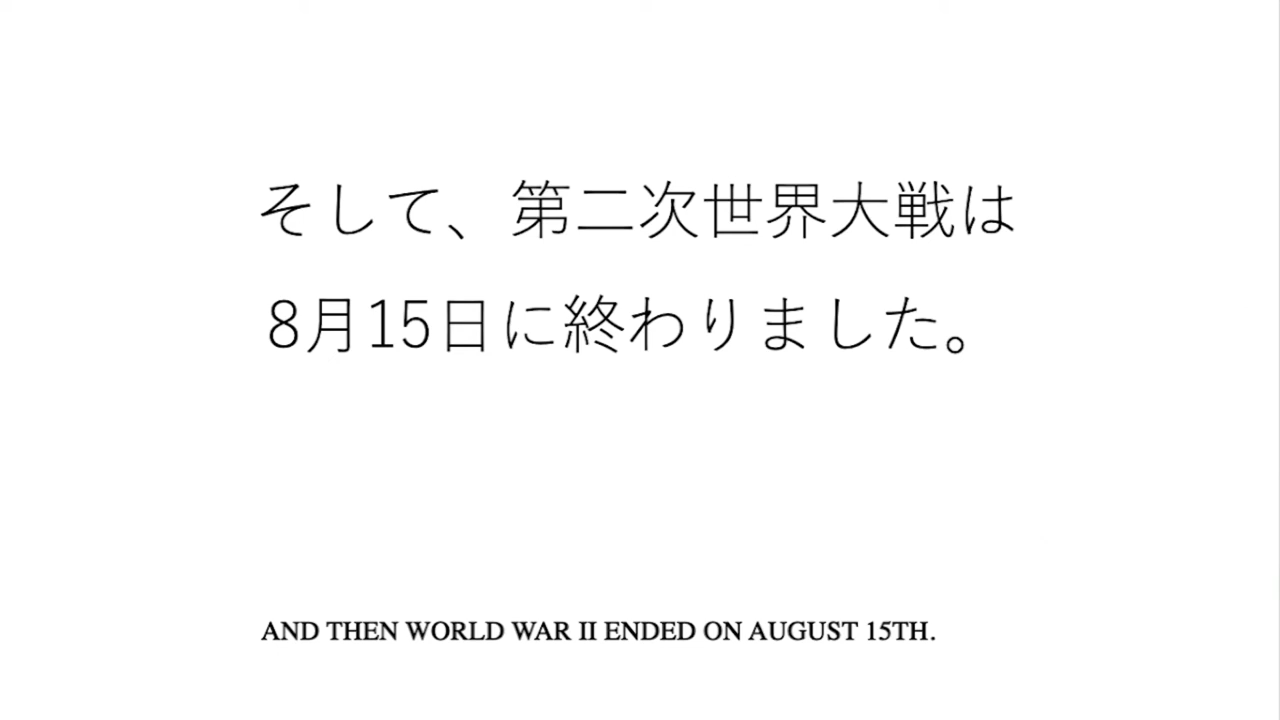 そして、第二次世界大戦は
8月15日に終わりました。
AND THEN WORLD WAR II ENDED ON AUGUST 15TH.